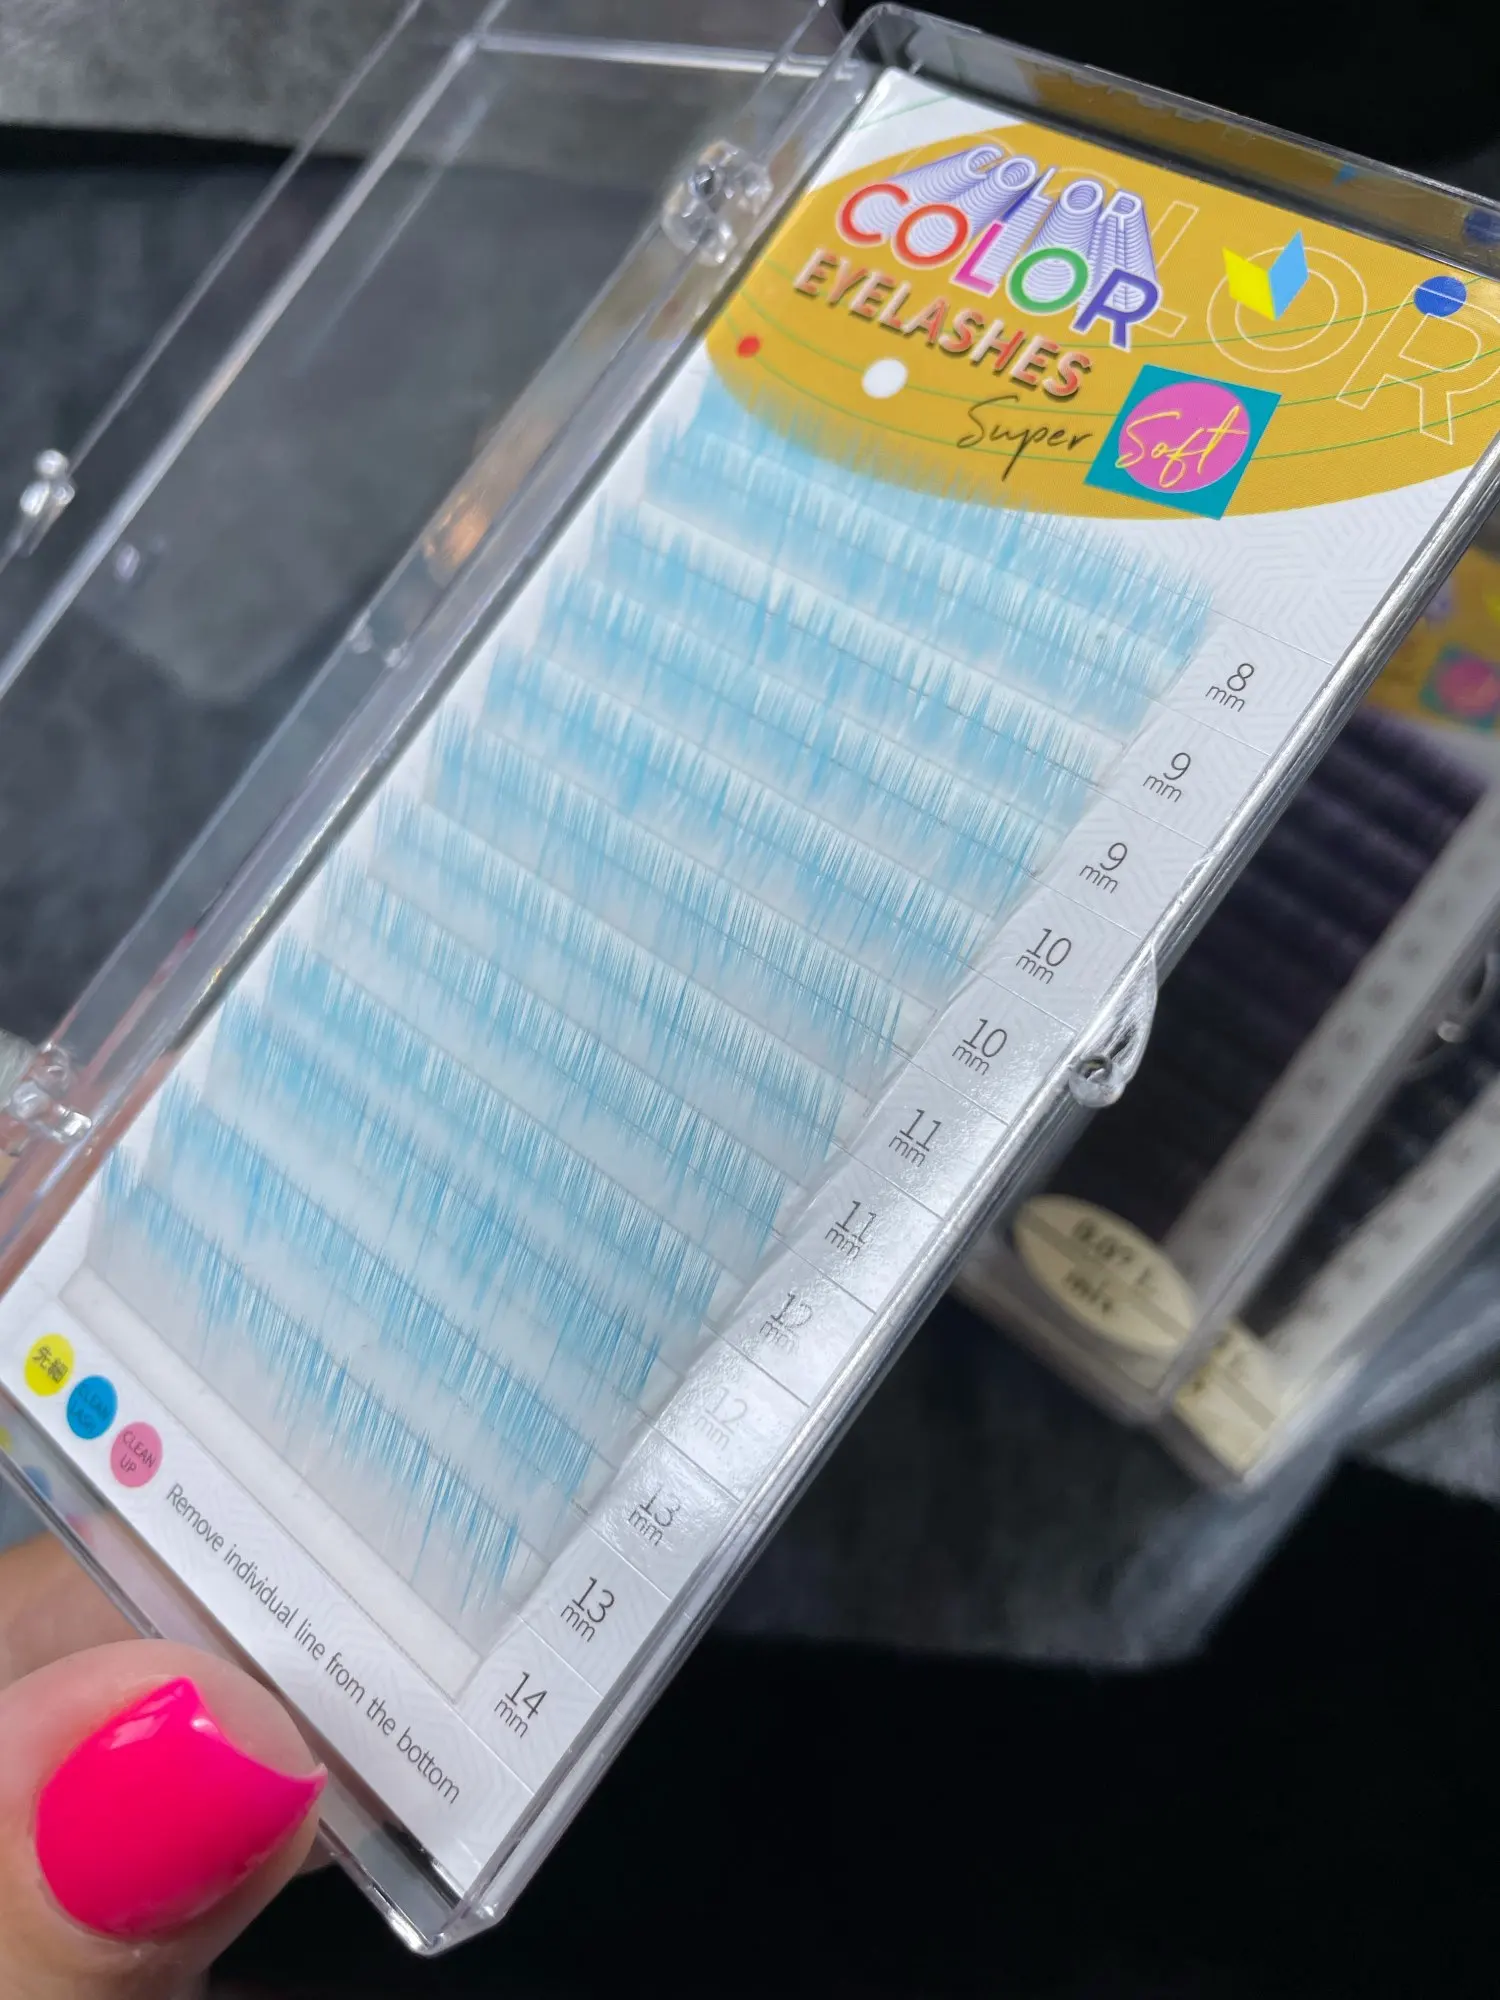 COLOR
COLOR
COLOR
EYELASHES
Super Soft
8 mm
9 mm
9 mm
10 mm
10 mm
11 mm
11 mm
12 mm
12 mm
13 mm
13 mm
14 mm
先細
CLEAN
UP
Remove individual line from the bottom